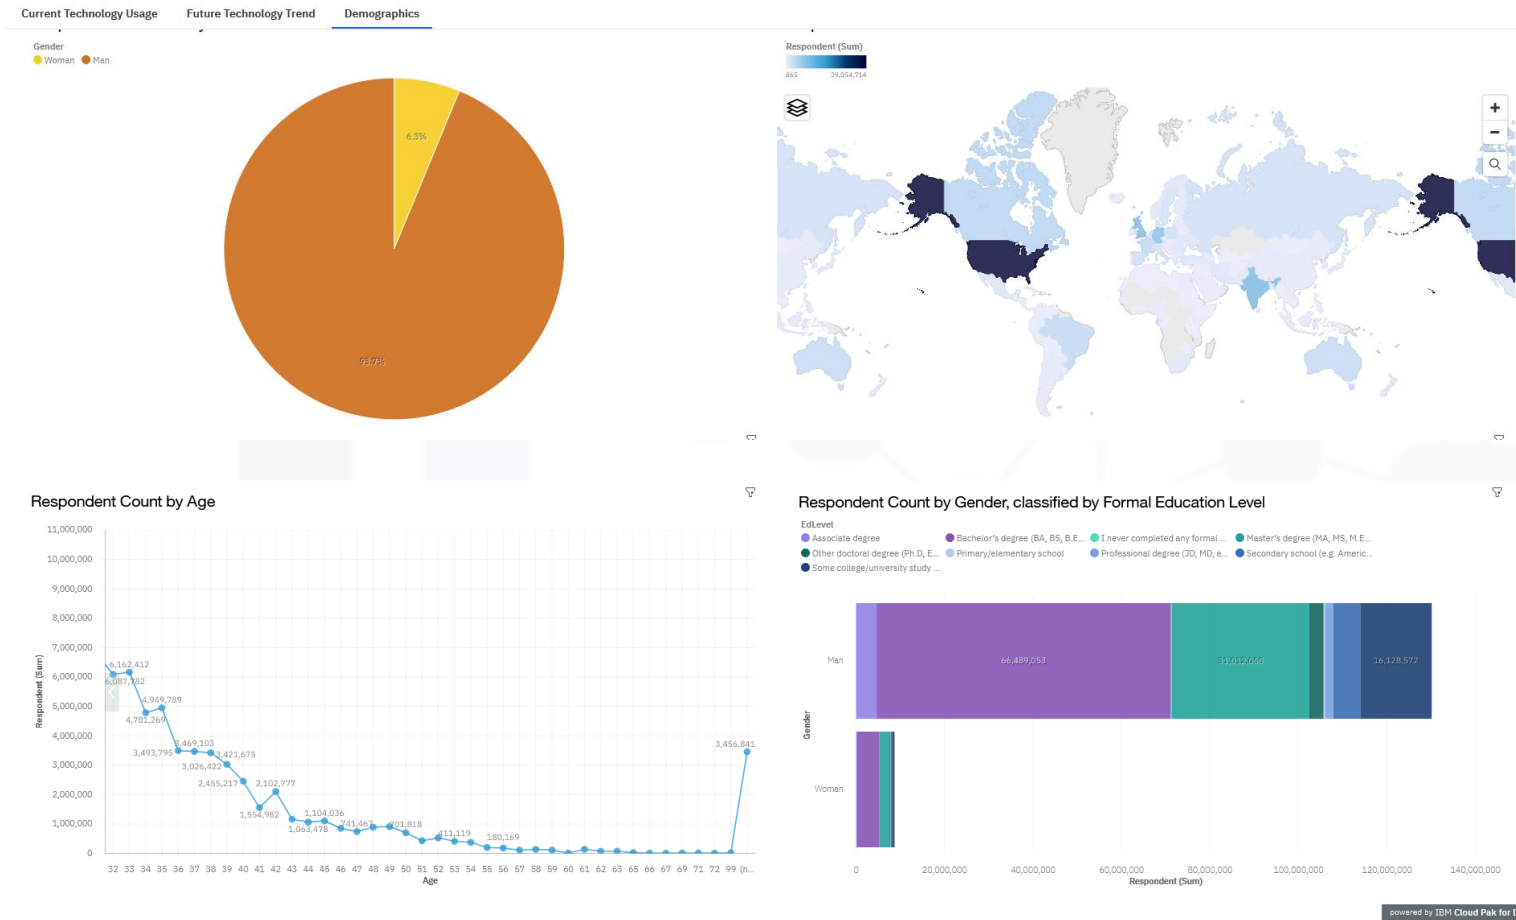 Current Technology Usage Future Technology Trend Demographics
Gender
Woman Man
6.3%
93.7%
Respondent (Sum)
865 39,054,714
Respondent Count by Age
11,000,000
10,000,000
9,000,000
8,000,000
7,000,000
6,000,000
5,000,000
4,000,000
3,000,000
2,000,000
1,000,000
0
Respondent (Sum)
6,162,412
6,087,782
4,949,789
4,781,269
3,469,103
3,493,795
3,421,675
3,026,422
2,455,217
2,102,777
1,554,982
1,104,036
1,063,478
741,467
701,818
411,119
180,169
3,456,841
32 33 34 35 36 37 38 39 40 41 42 43 44 45 46 47 48 49 50 51 52 53 54 55 56 57 58 59 60 61 62 63 65 66 67 69 71 72 99 (n...
Age
Respondent Count by Gender, classified by Formal Education Level
EdLevel
Associate degree Bachelor's degree (BA, BS, B.E... I never completed any formal ... Master's degree (MA, MS, M.E...
Other doctoral degree (Ph.D, E... Primary/elementary school Professional degree (JD, MD, e... Secondary school (e.g. Americ...
Some college/university study ...
Gender
Man
66,489,053
16,128,572
Woman
0 20,000,000 40,000,000 60,000,000 80,000,000 100,000,000 120,000,000 140,000,000
Respondent (Sum)
powered by IBM Cloud Pak for